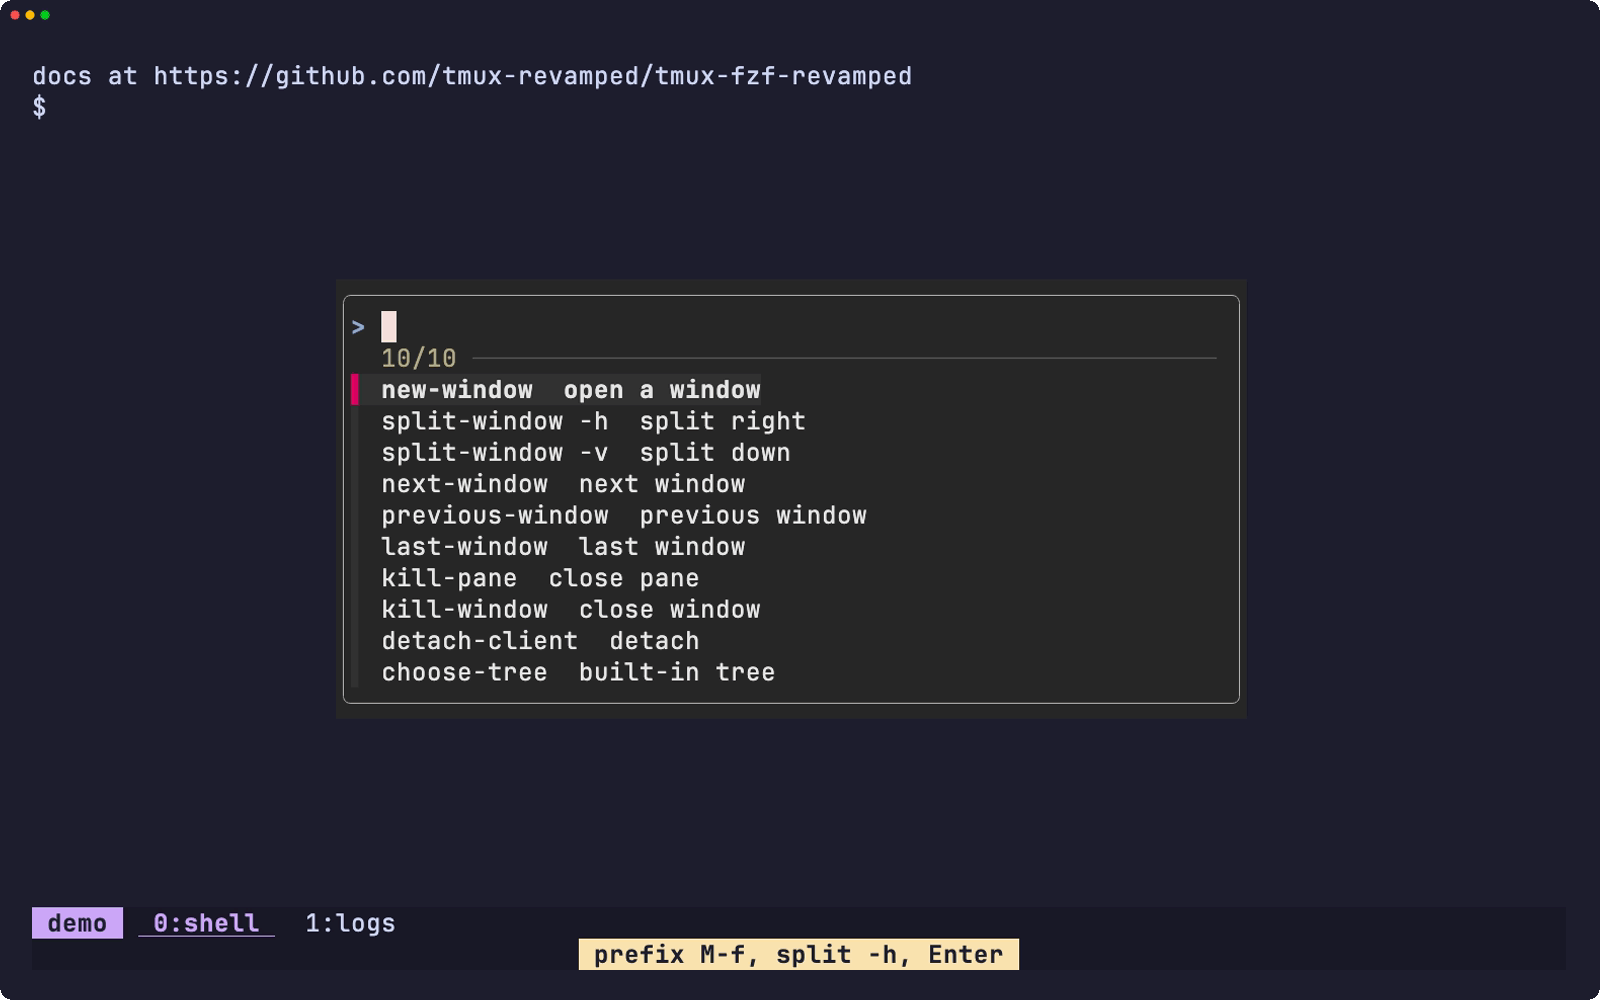 docs at https://github.com/tmux-revamped/tmux-fzf-revamped
$
>
10/10
new-window  open a window
split-window -h  split right
split-window -v  split down
next-window  next window
previous-window  previous window
last-window  last window
kill-pane  close pane
kill-window  close window
detach-client  detach
choose-tree  built-in tree
demo  0:shell  1:logs
prefix M-f, split -h, Enter